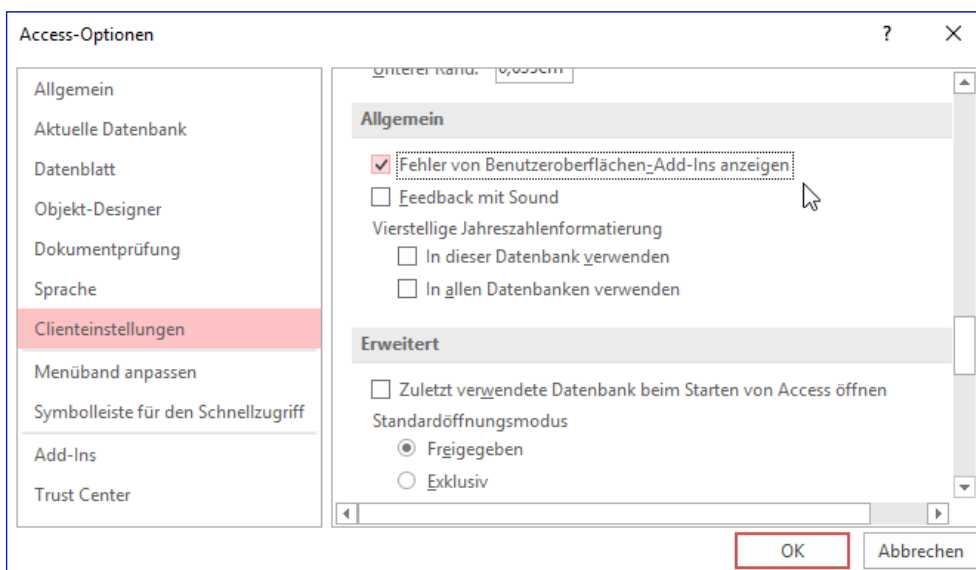 Access-Optionen
Allgemein
Aktuelle Datenbank
Datenblatt
Objekt-Designer
Dokumentprüfung
Sprache
Clienteinstellungen
Menüband anpassen
Symbolleiste für den Schnellzugriff
Add-Ins
Trust Center
Unterer Rand:
Allgemein
Fehler von Benutzeroberflächen-Add-Ins anzeigen
Feedback mit Sound
Vierstellige Jahreszahlenformatierung
In dieser Datenbank verwenden
In allen Datenbanken verwenden
Erweitert
Zuletzt verwendete Datenbank beim Starten von Access öffnen
Standardöffnungsmodus
Freigegeben
Exklusiv
OK
Abbrechen